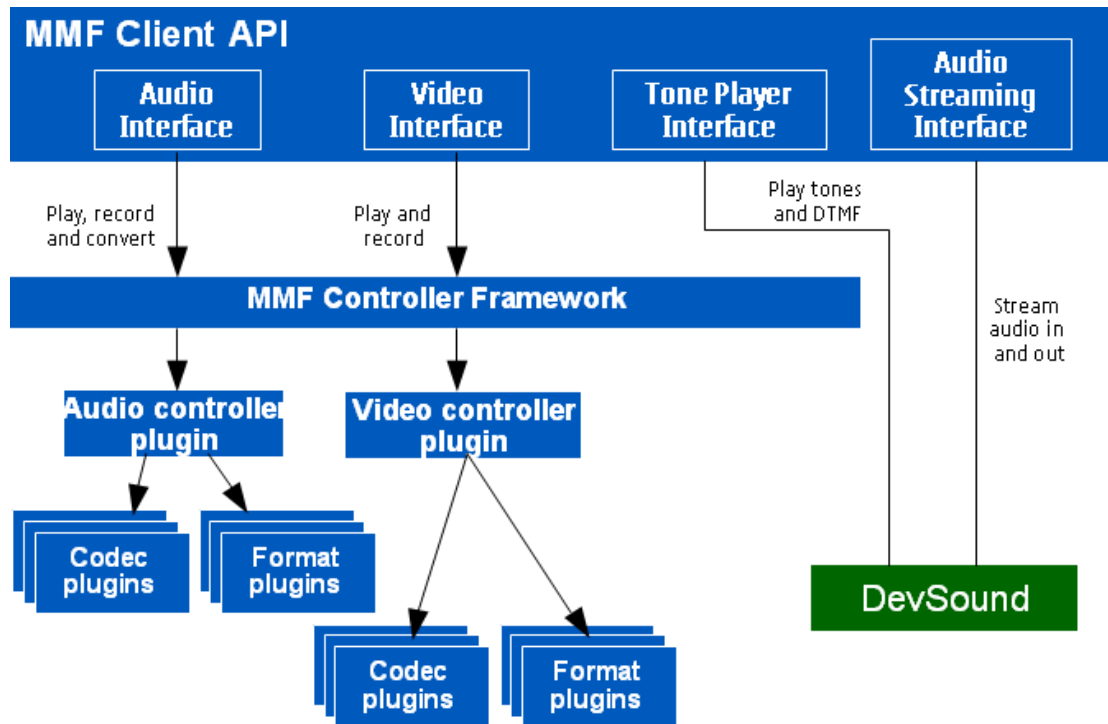 MMF Client API
Audio
Interface
Video
Interface
Tone Player
Interface
Audio
Streaming
Interface
Play, record
and convert
Play and
record
Play tones
and DTMF
MMF Controller Framework
Stream
audio in
and out
Audio controller
plugin
Video controller
plugin
Codec
plugins
Format
plugins
DevSound
Codec
plugins
Format
plugins